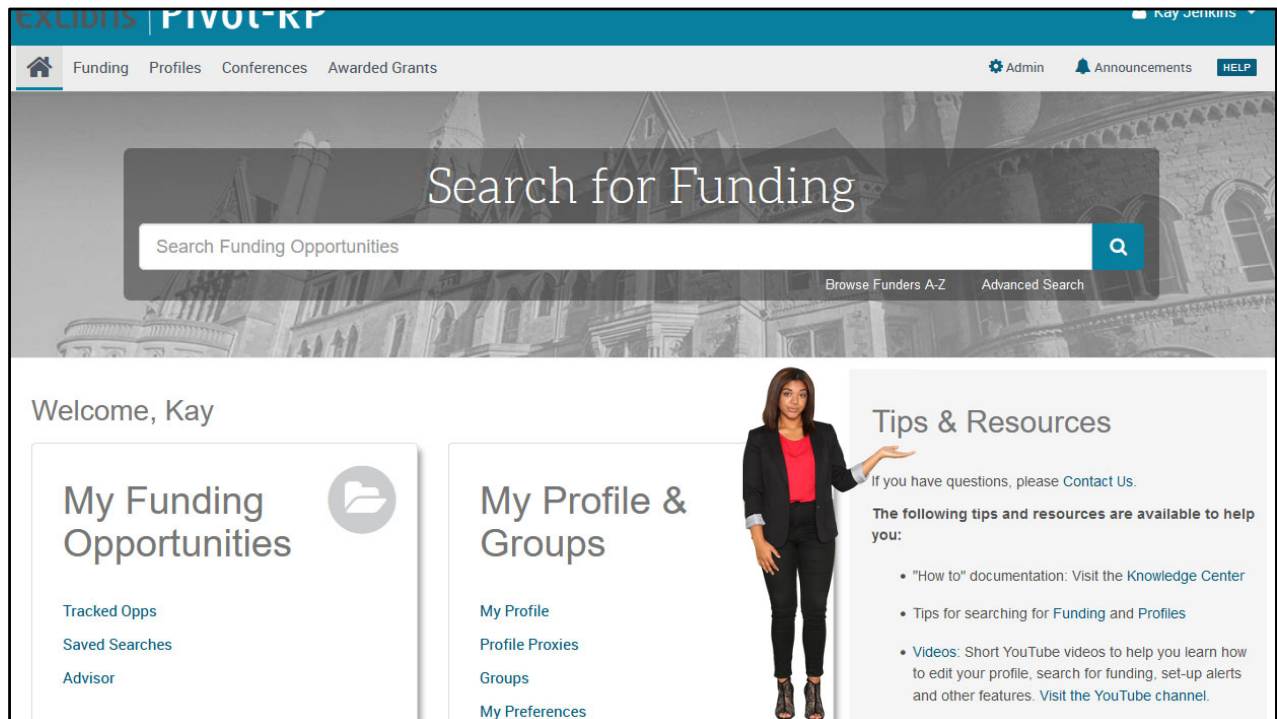 ExLibris Pivot-RP
Kay Jenkins
Funding Profiles Conferences Awarded Grants
Admin Announcements HELP
Search for Funding
Search Funding Opportunities
Browse Funders A-Z Advanced Search
Welcome, Kay
My Funding
Opportunities
Tracked Opps
Saved Searches
Advisor
My Profile &
Groups
My Profile
Profile Proxies
Groups
My Preferences
Tips & Resources
If you have questions, please Contact Us.
The following tips and resources are available to help
you:
• "How to" documentation: Visit the Knowledge Center
• Tips for searching for Funding and Profiles
• Videos: Short YouTube videos to help you learn how
to edit your profile, search for funding, set-up alerts
and other features. Visit the YouTube channel.